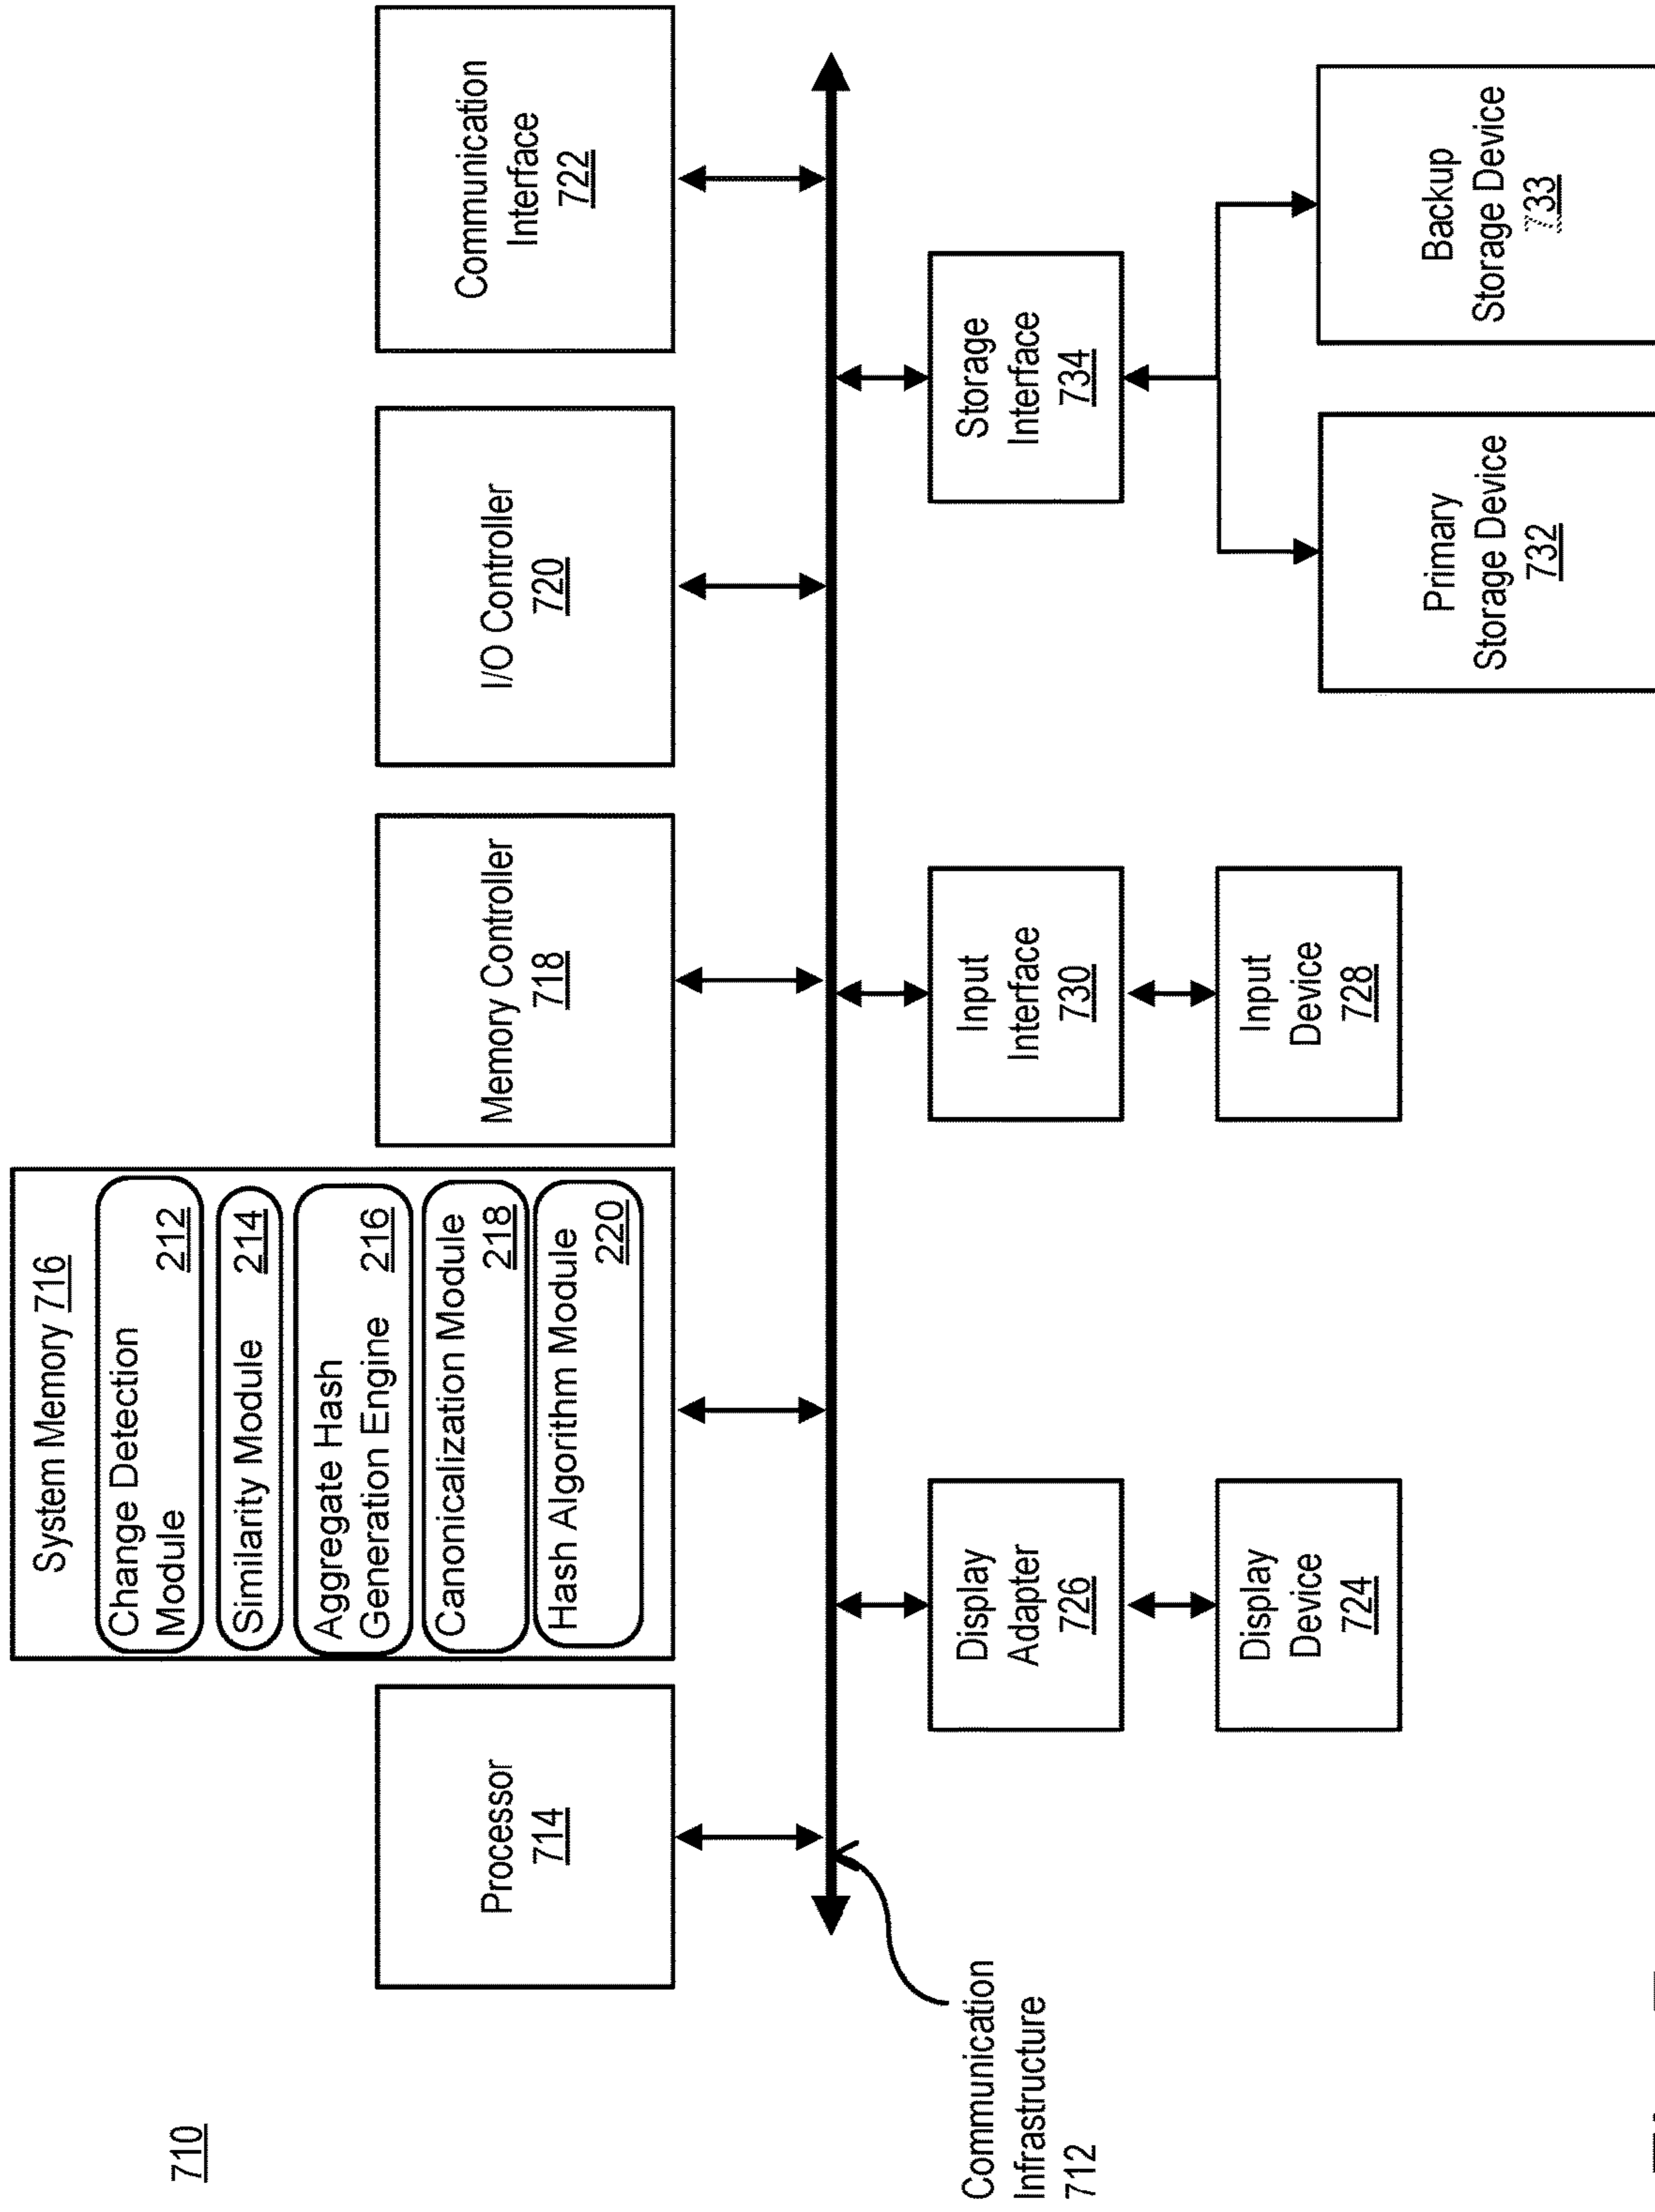 710
System Memory 716
Change Detection
Module 212
Similarity Module 214
Aggregate Hash
Generation Engine 216
Canonicalization Module
218
Hash Algorithm Module
220
Processor
714
Memory Controller
718
I/O Controller
720
Communication
Interface
722
Communication
Infrastructure
712
Display
Adapter
726
Input
Interface
730
Storage
Interface
734
Display
Device
724
Input
Device
728
Primary
Storage Device
732
Backup
Storage Device
733